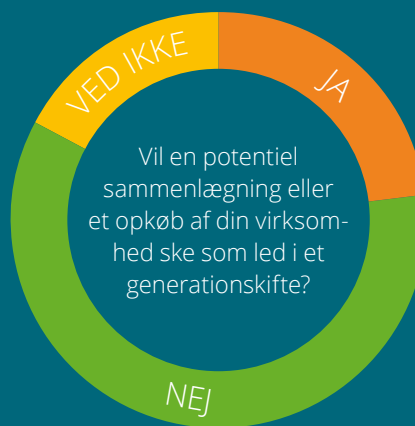 VED IKKE
JA
Vil en potentiel
sammenlægning eller
et opkøb af din virksom-
hed ske som led i et
generationskifte?
NEJ